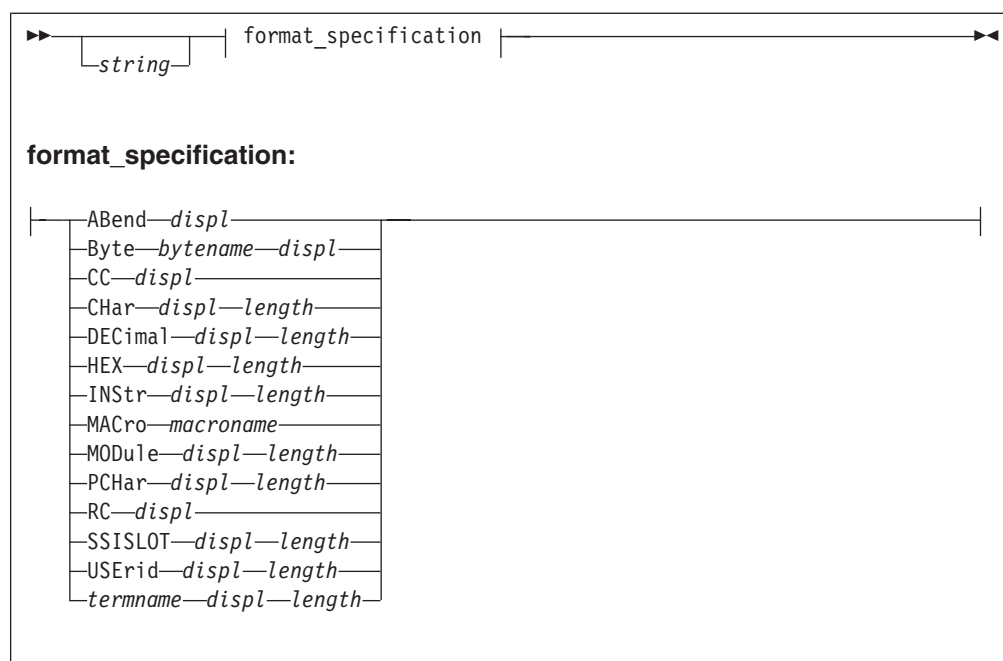 format_specification
string
format_specification:
ABend displ
Byte bytename displ
CC displ
CHar displ length
DECimal displ length
HEX displ length
INStr displ length
MACro macroname
MODule displ length
PCHar displ length
RC displ
SSISLOT displ length
USErid displ length
termname displ length